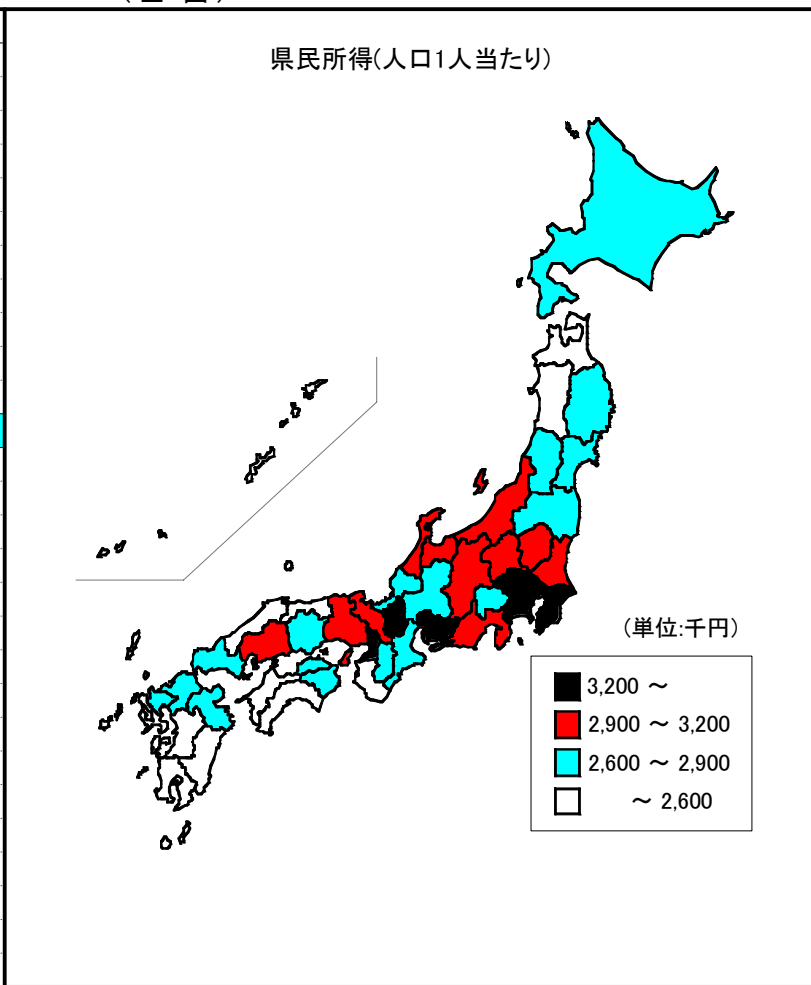 県民所得(人口1人当たり)
(単位:千円)
3,200 ～
2,900 ～ 3,200
2,600 ～ 2,900
～ 2,600